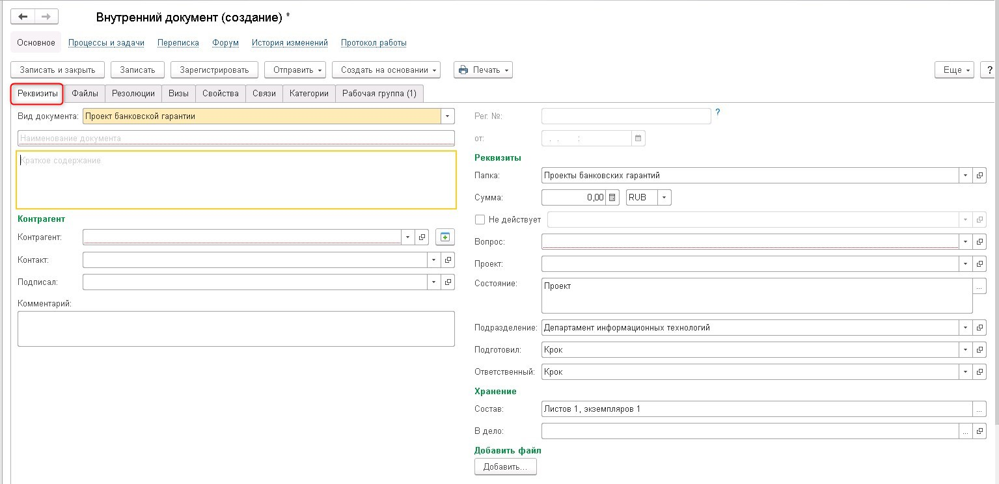 Внутренний документ (создание) *
Основное Процессы и задачи Переписка Форум История изменений Протокол работы
Записать и закрыть Записать Зарегистрировать Отправить Создать на основании Печать Еще ?
Реквизиты Файлы Резолюции Визы Свойства Связи Категории Рабочая группа (1)
Вид документа: Проект банковской гарантии
Наименование документа
Краткое содержание
Контрагент
Контрагент:
Контакт:
Подписал:
Комментарий:
Рег. №: ?
от: . . :
Реквизиты
Папка: Проекты банковских гарантий
Сумма: 0,00 RUB
Не действует
Вопрос:
Проект:
Состояние: Проект ...
Подразделение: Департамент информационных технологий
Подготовил: Крок
Ответственный: Крок
Хранение
Состав: Листов 1, экземпляров 1 ...
В дело: ...
Добавить файл
Добавить...